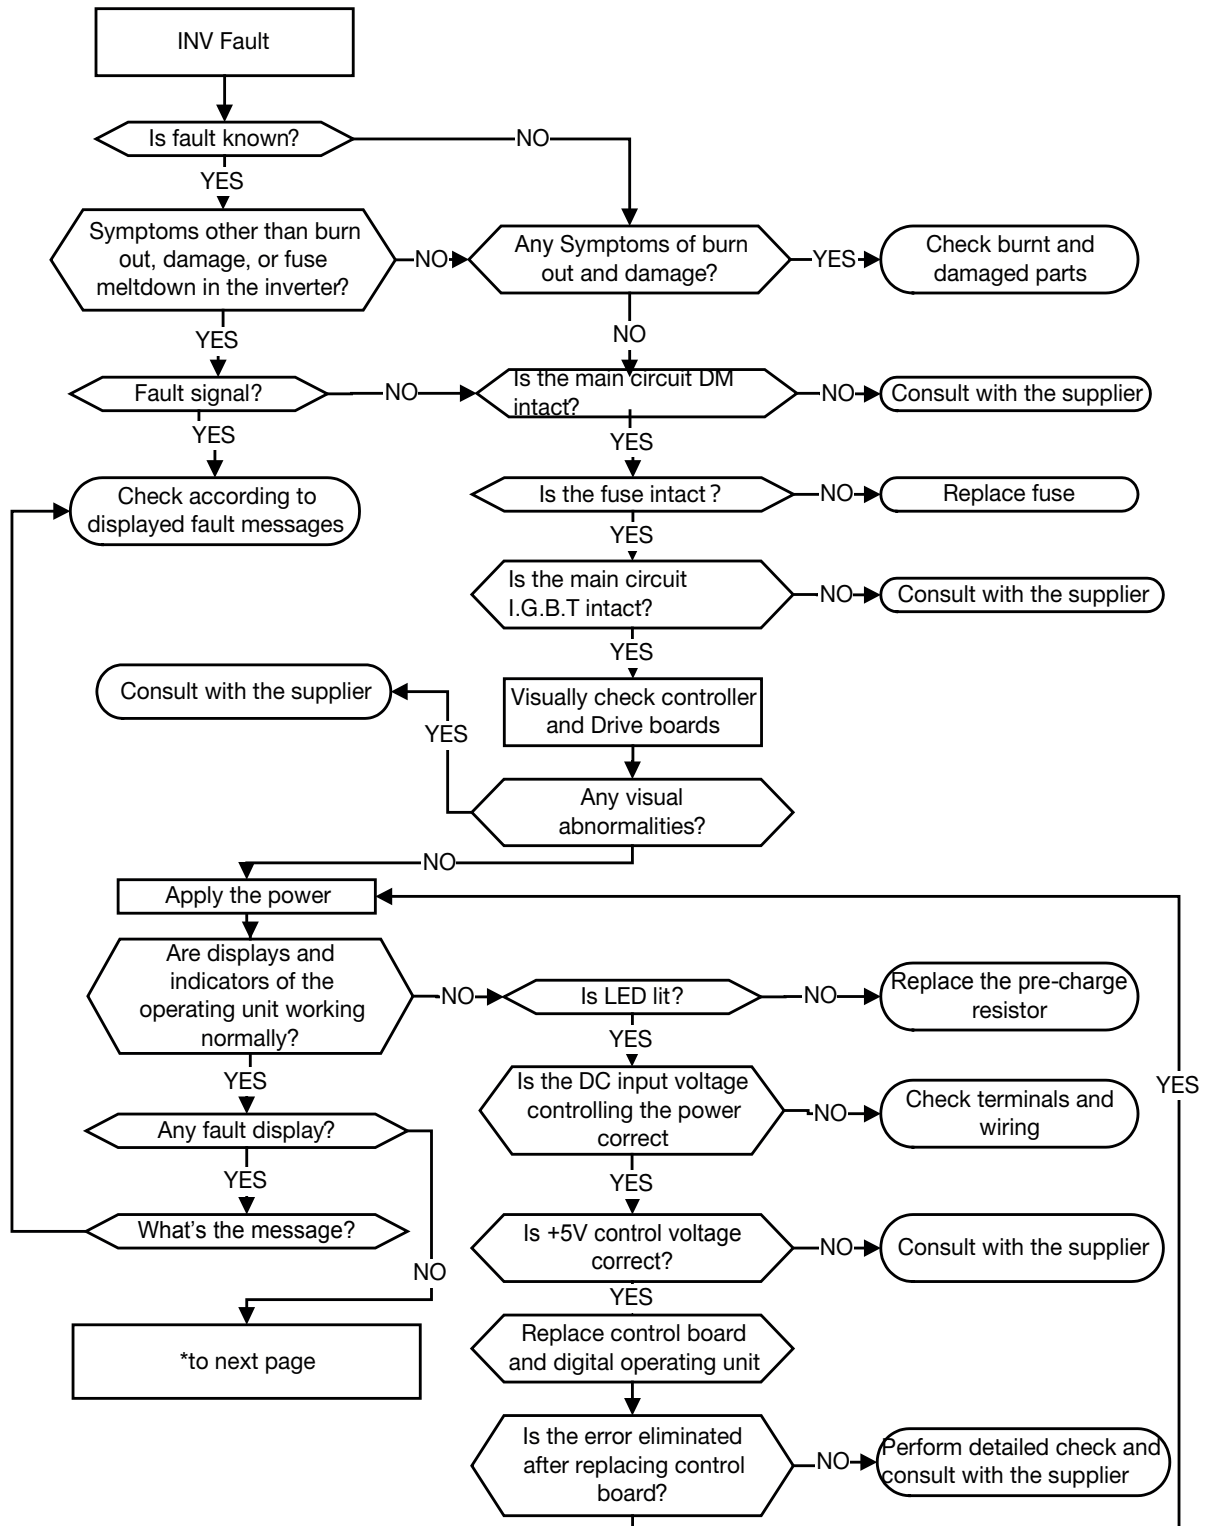 INV Fault
Is fault known?
NO
YES
Symptoms other than burn
out, damage, or fuse
meltdown in the inverter?
NO
Any Symptoms of burn
out and damage?
YES
Check burnt and
damaged parts
YES
NO
Fault signal?
NO
Is the main circuit DM
intact?
NO
Consult with the supplier
YES
YES
Check according to
displayed fault messages
Is the fuse intact ?
NO
Replace fuse
YES
Is the main circuit
I.G.B.T intact?
NO
Consult with the supplier
YES
Consult with the supplier
Visually check controller
and Drive boards
YES
Any visual
abnormalities?
NO
Apply the power
Are displays and
indicators of the
operating unit working
normally?
NO
Is LED lit?
NO
Replace the pre-charge
resistor
YES
YES
YES
Is the DC input voltage
controlling the power
correct
NO
Check terminals and
wiring
Any fault display?
YES
YES
What's the message?
Is +5V control voltage
correct?
NO
Consult with the supplier
NO
YES
*to next page
Replace control board
and digital operating unit
Is the error eliminated
after replacing control
board?
NO
Perform detailed check and
consult with the supplier